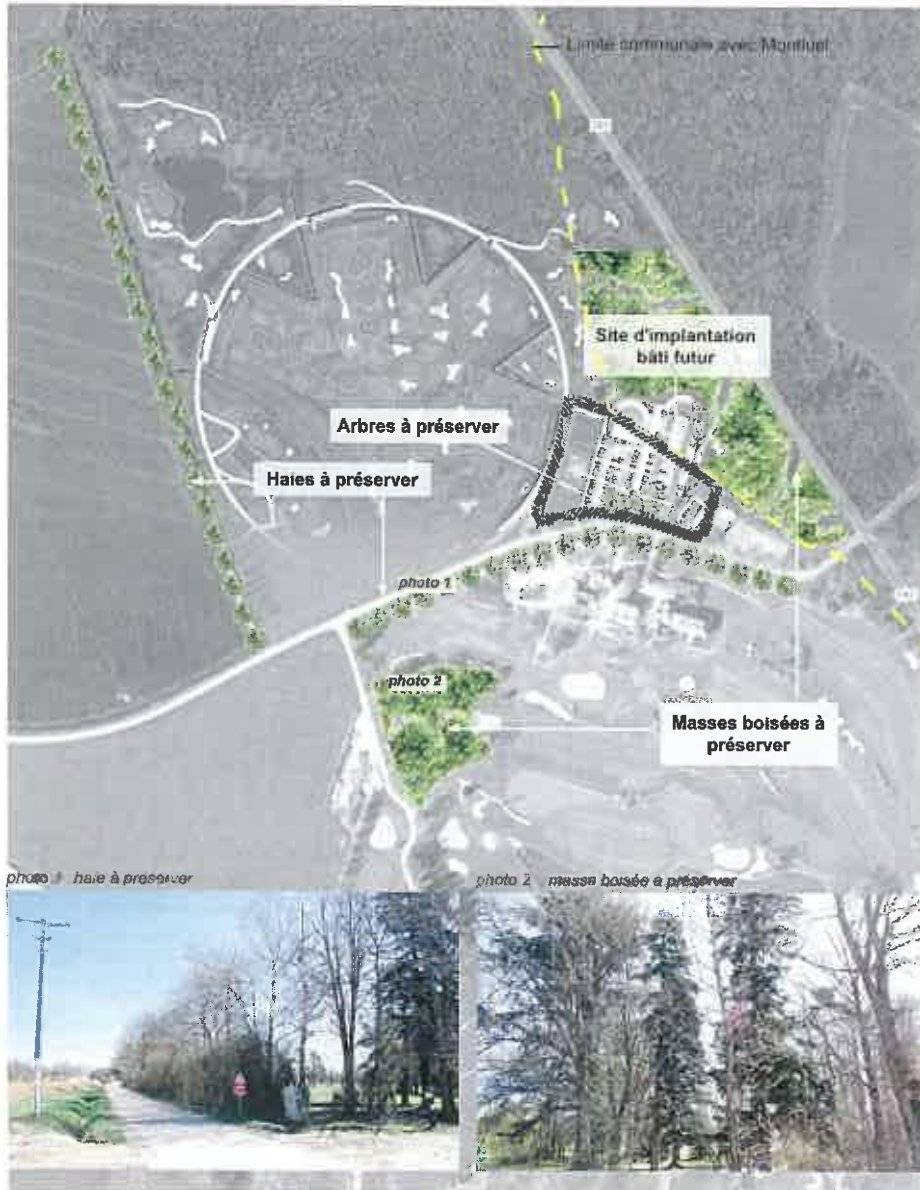 Limite communale avec Montluel
Site d'implantation
bâti futur
Arbres à préserver
Haies à préserver
photo 1
photo 2
Masses boisées à
préserver
haie à preserver
photo 2 masse boisée a préserver